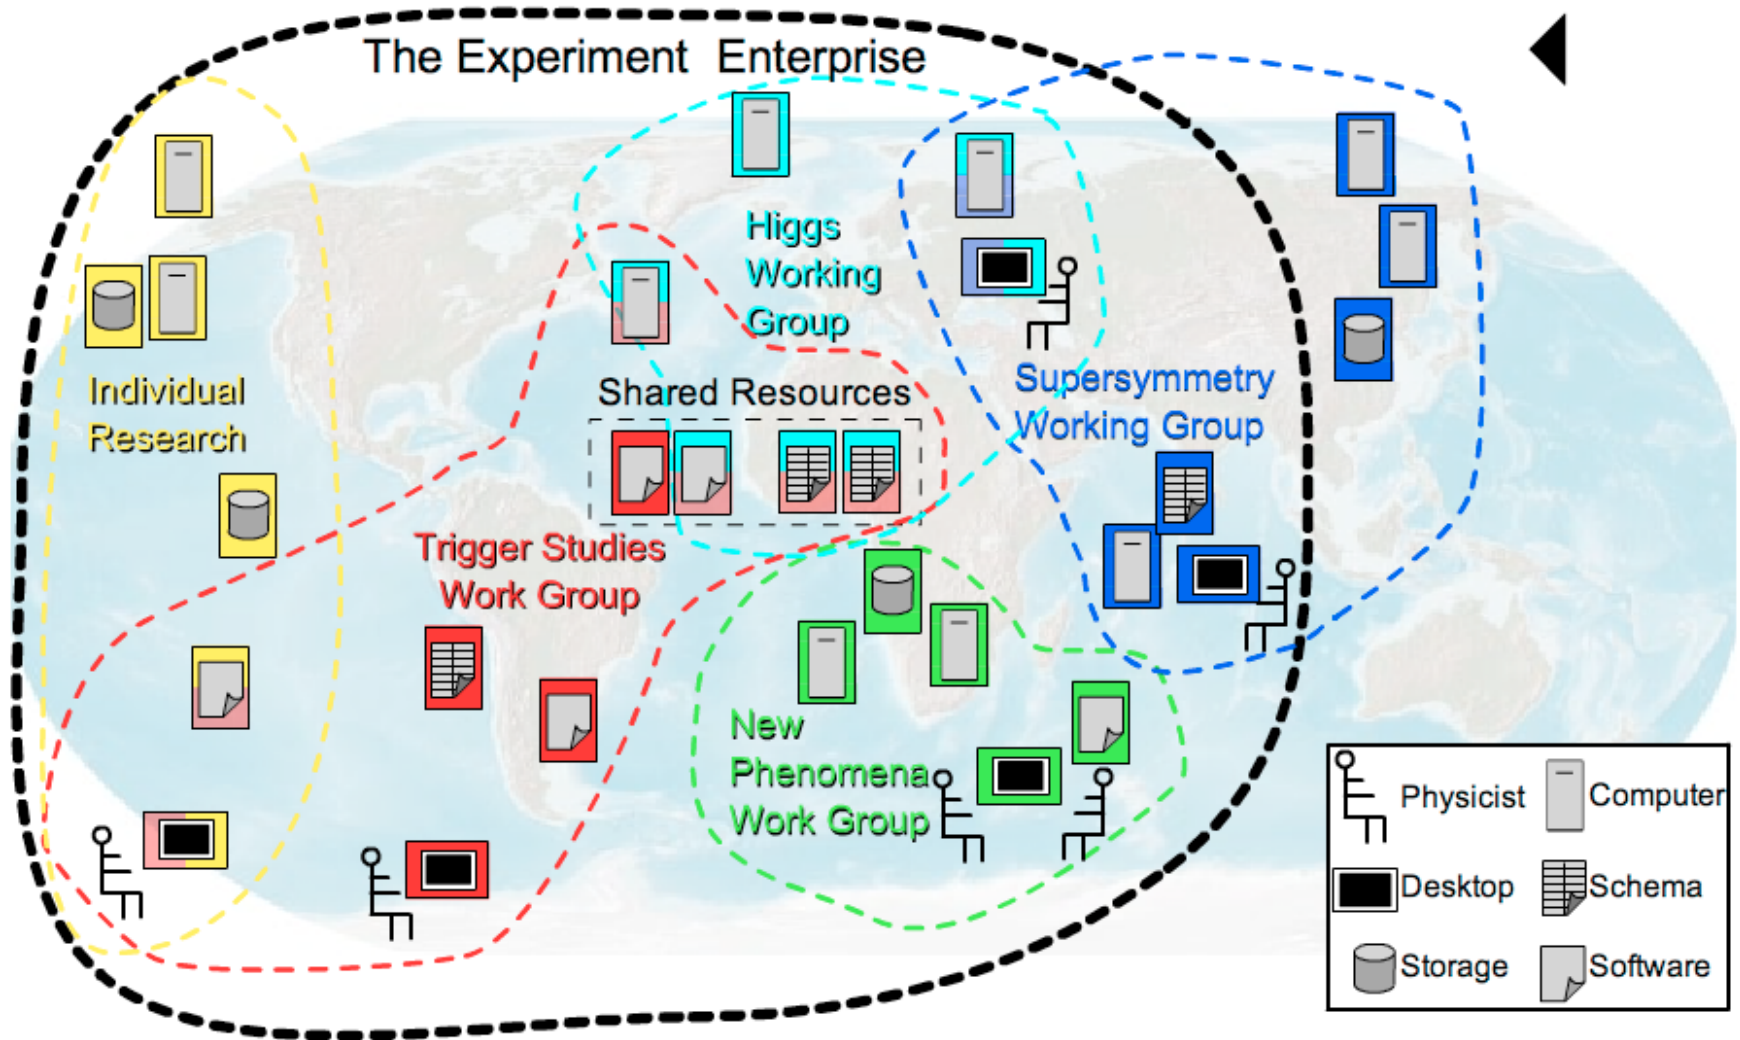 The Experiment Enterprise
Higgs
Working
Group
Individual
Research
Shared Resources
Supersymmetry
Working Group
Trigger Studies
Work Group
New
Phenomena
Work Group
Physicist
Computer
Desktop
Schema
Storage
Software